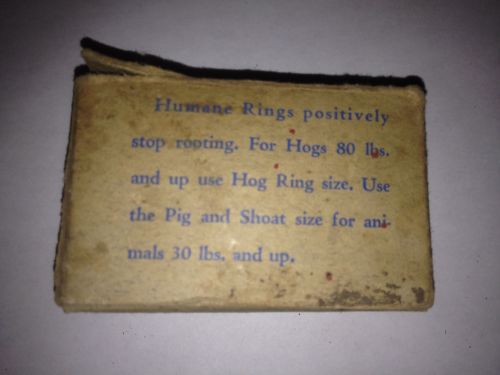 Humane Rings positively
stop rooting. For Hogs 80 lbs.
and up use Hog Ring size. Use
the Pig and Shoat size for ani-
mals 30 lbs. and up.